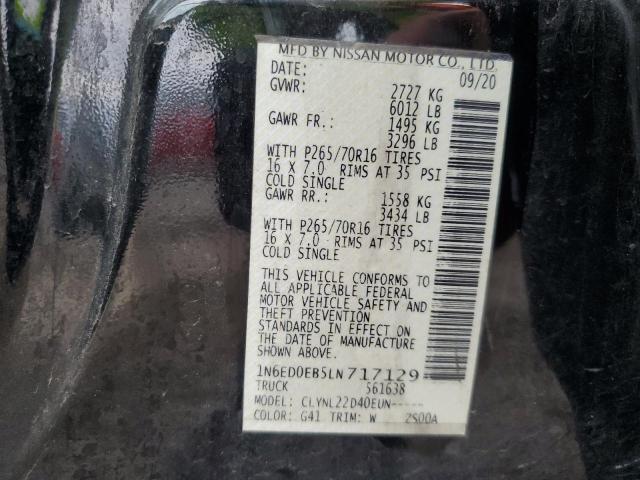 MFD BY NISSAN MOTOR CO., LTD.
DATE: 09/20
GVWR: 2727 KG
6012 LB
GAWR FR.: 1495 KG
3296 LB
WITH P265/70R16 TIRES
16 X 7.0 RIMS AT 35 PSI
COLD SINGLE
GAWR RR.: 1558 KG
3434 LB
WITH P265/70R16 TIRES
16 X 7.0 RIMS AT 35 PSI
COLD SINGLE
THIS VEHICLE CONFORMS TO
ALL APPLICABLE FEDERAL
MOTOR VEHICLE SAFETY AND
THEFT PREVENTION
STANDARDS IN EFFECT ON
THE DATE OF MANUFACTURE
SHOWN ABOVE.
1N6ED0EB5LN717129
TRUCK 561638
MODEL: CLYNL22D40EUN-----
COLOR: G41 TRIM: W 2S00A